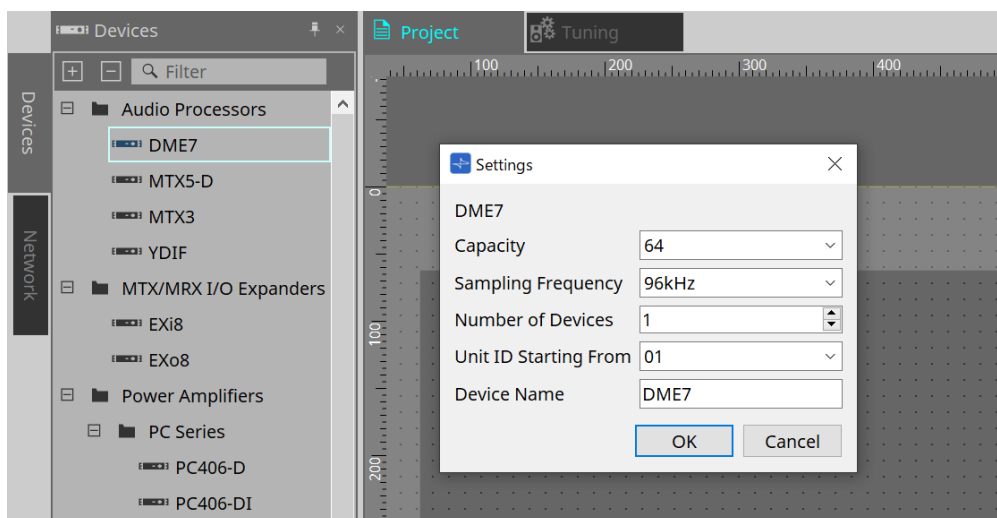 Devices
Project
Tuning
Filter
100
200
300
400
Devices
Network
Audio Processors
DME7
MTX5-D
MTX3
YDIF
MTX/MRX I/O Expanders
EXi8
EXo8
Power Amplifiers
PC Series
PC406-D
PC406-DI
0
100
200
Settings
DME7
Capacity 64
Sampling Frequency 96kHz
Number of Devices 1
Unit ID Starting From 01
Device Name DME7
OK Cancel